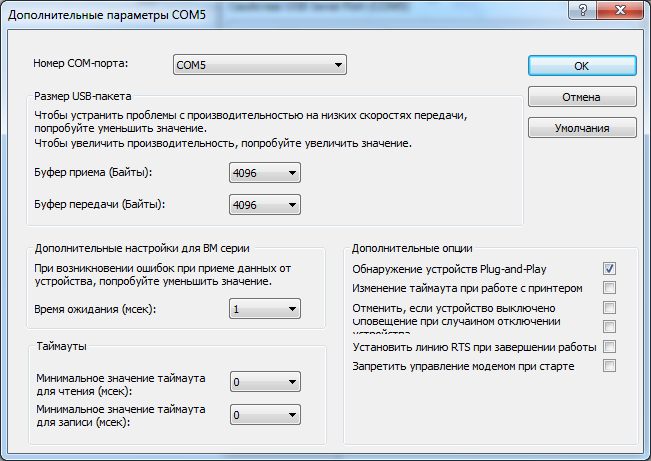 Дополнительные параметры COM5
Номер COM-порта:
COM5
OK
Отмена
Умолчания
Размер USB-пакета
Чтобы устранить проблемы с производительностью на низких скоростях передачи,
попробуйте уменьшить значение.
Чтобы увеличить производительность, попробуйте увеличить значение.
Буфер приема (Байты):
4096
Буфер передачи (Байты):
4096
Дополнительные настройки для ВМ серии
При возникновении ошибок при приеме данных от
устройства, попробуйте уменьшить значение.
Время ожидания (мсек):
1
Таймауты
Минимальное значение таймаута
для чтения (мсек):
0
Минимальное значение таймаута
для записи (мсек):
0
Дополнительные опции
Обнаружение устройств Plug-and-Play
Изменение таймаута при работе с принтером
Отменить, если устройство выключено
Оповещение при случайном отключении
устройства
Установить линию RTS при завершении работы
Запретить управление модемом при старте